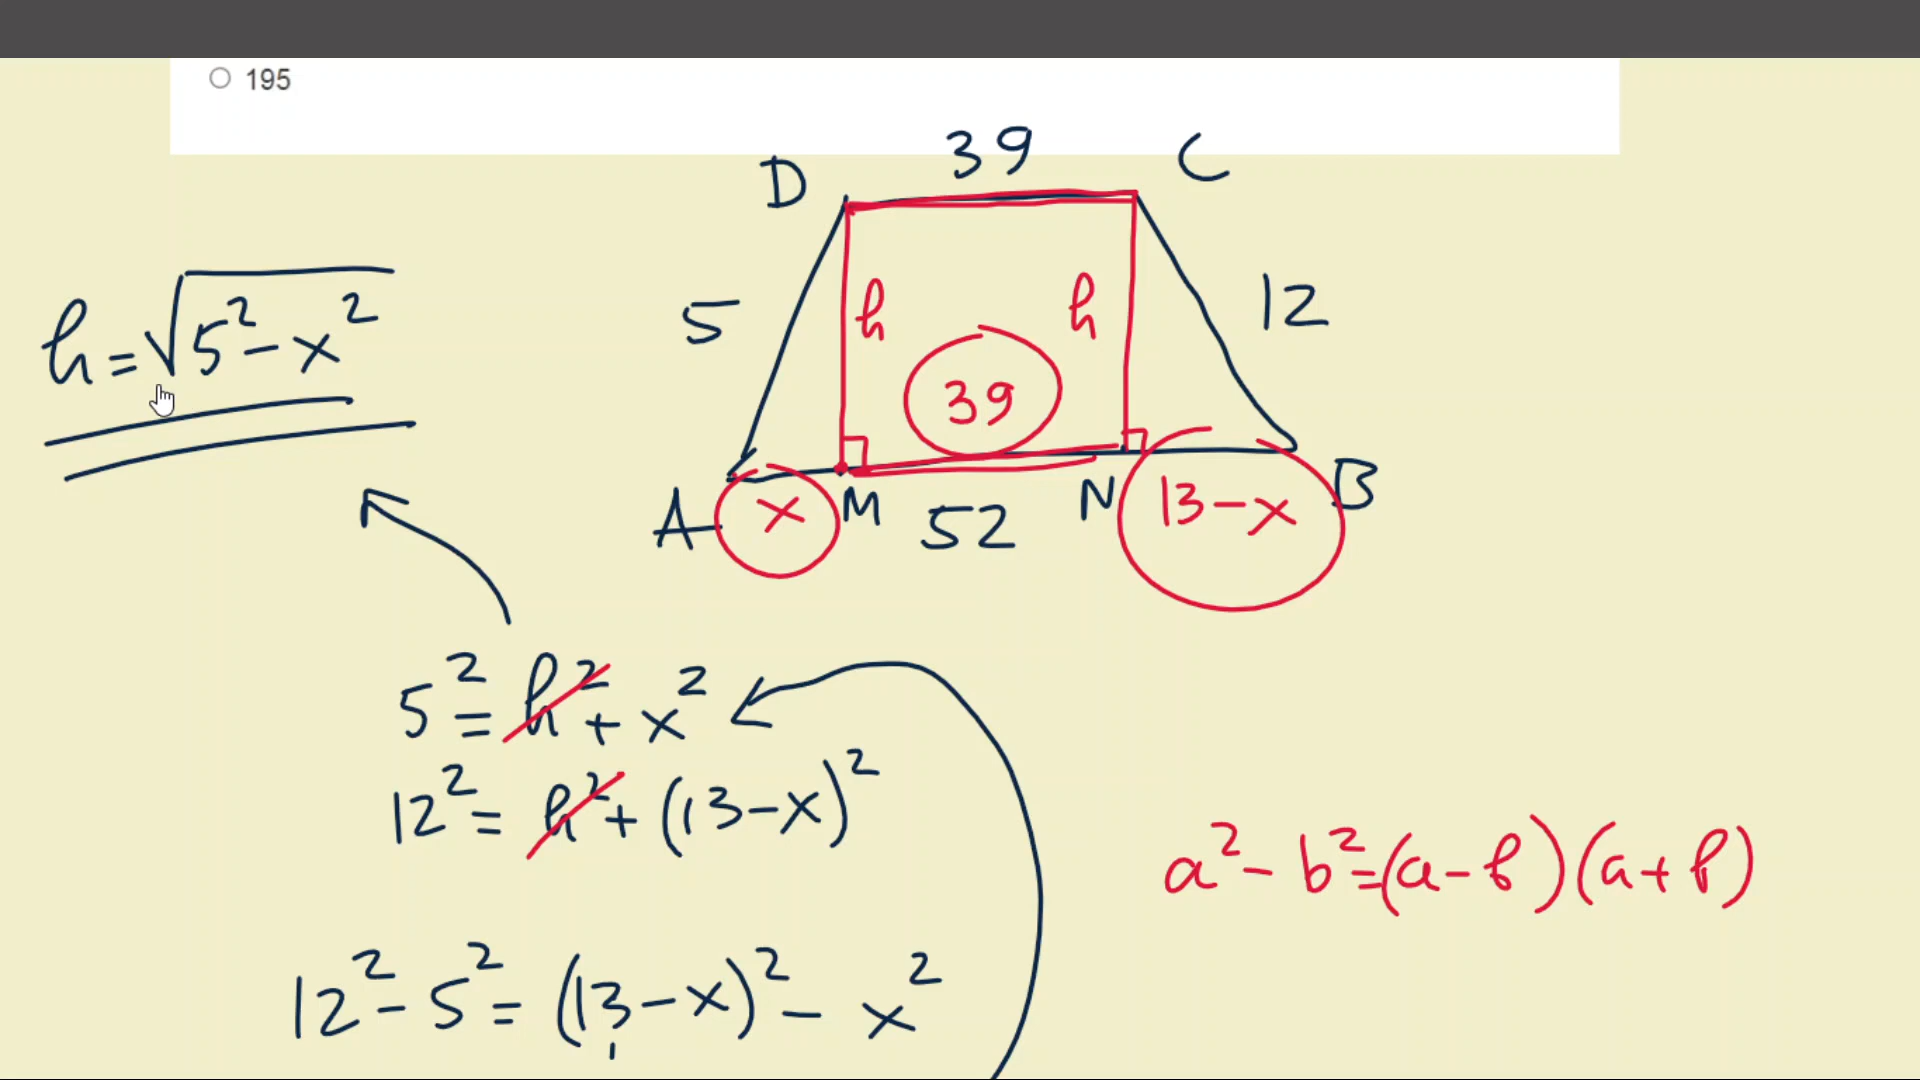 195
39
D C
h = √5² − x²
5 h h 12
39
A x M 52 N 13 − x B
5² = h² + x²
12² = h² + (13 − x)²
a² − b² = (a − b)(a + b)
12² − 5² = (13 − x)² − x²